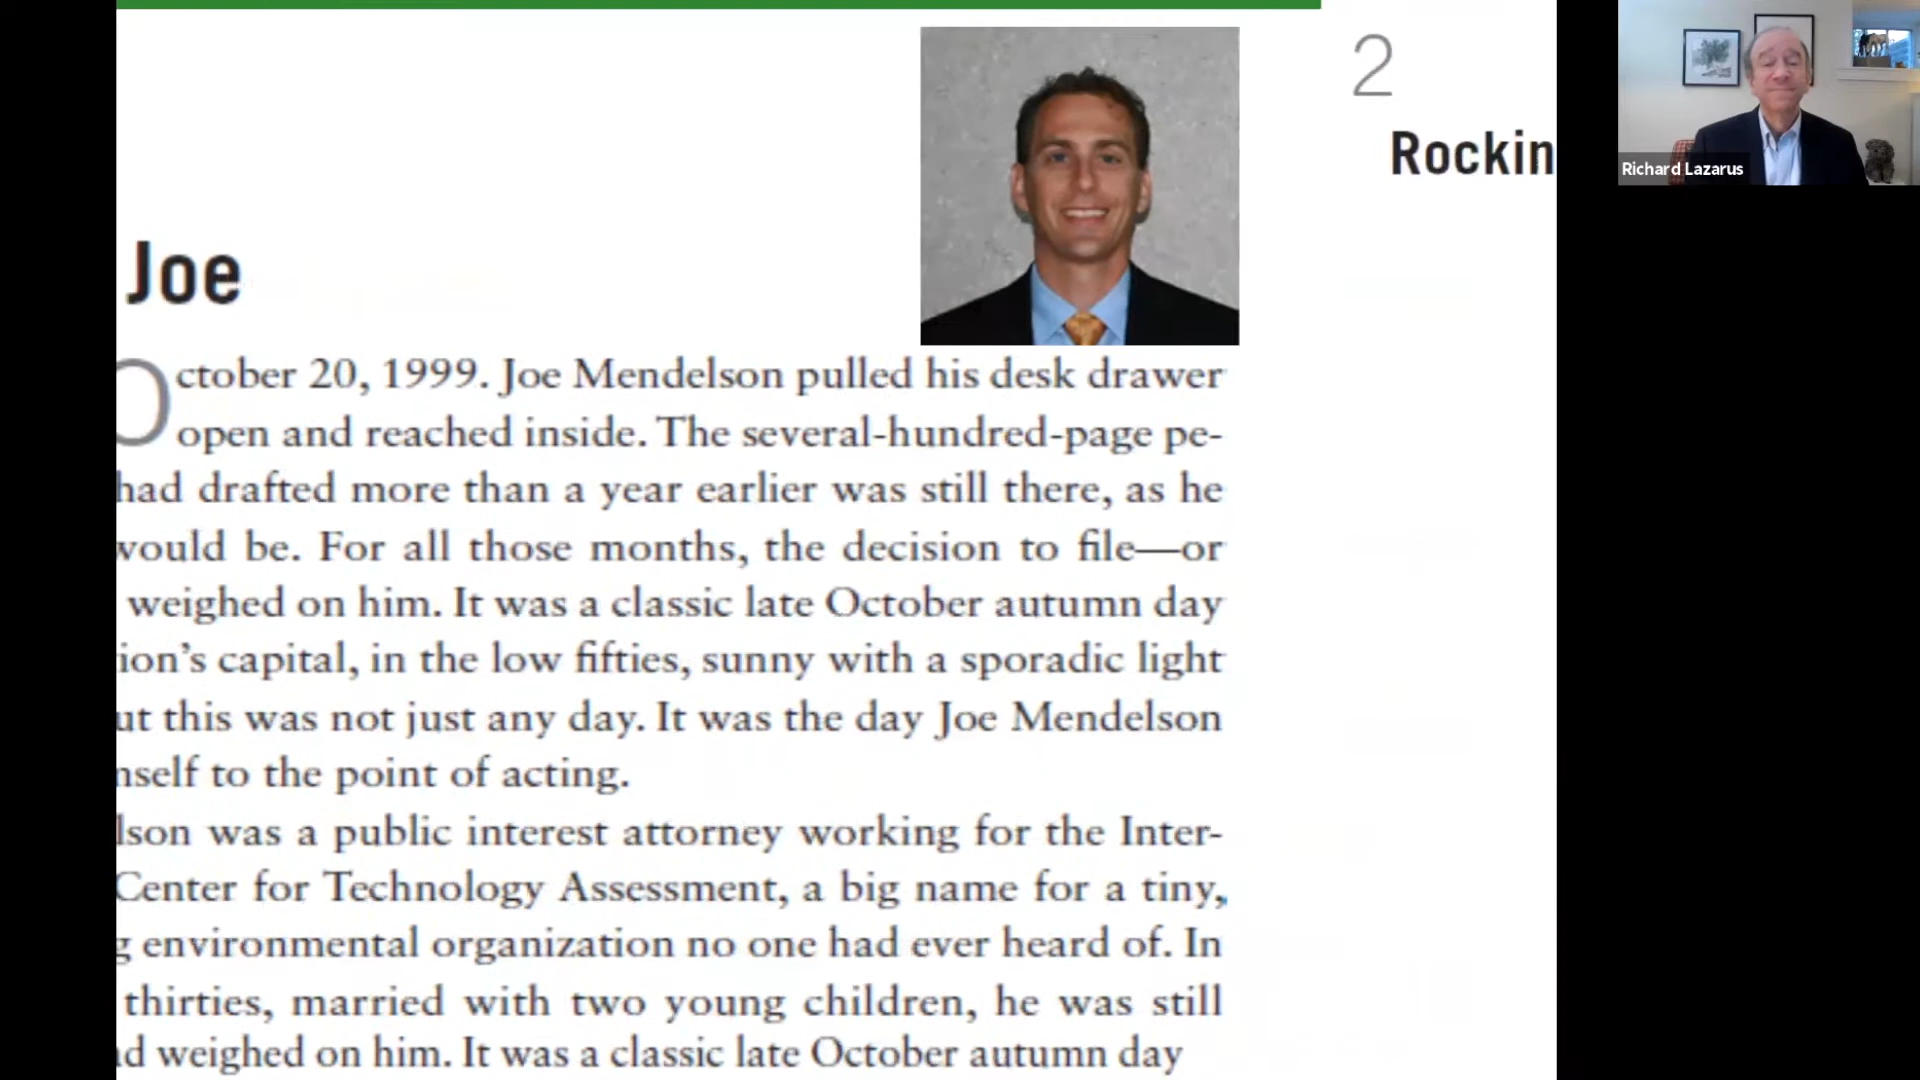 Joe
October 20, 1999. Joe Mendelson pulled his desk drawer
open and reached inside. The several-hundred-page pe-
had drafted more than a year earlier was still there, as he
would be. For all those months, the decision to file—or
weighed on him. It was a classic late October autumn day
ion's capital, in the low fifties, sunny with a sporadic light
ut this was not just any day. It was the day Joe Mendelson
nself to the point of acting.
lson was a public interest attorney working for the Inter-
Center for Technology Assessment, a big name for a tiny,
g environmental organization no one had ever heard of. In
thirties, married with two young children, he was still
d weighed on him. It was a classic late October autumn day
2
Rockin
Richard Lazarus